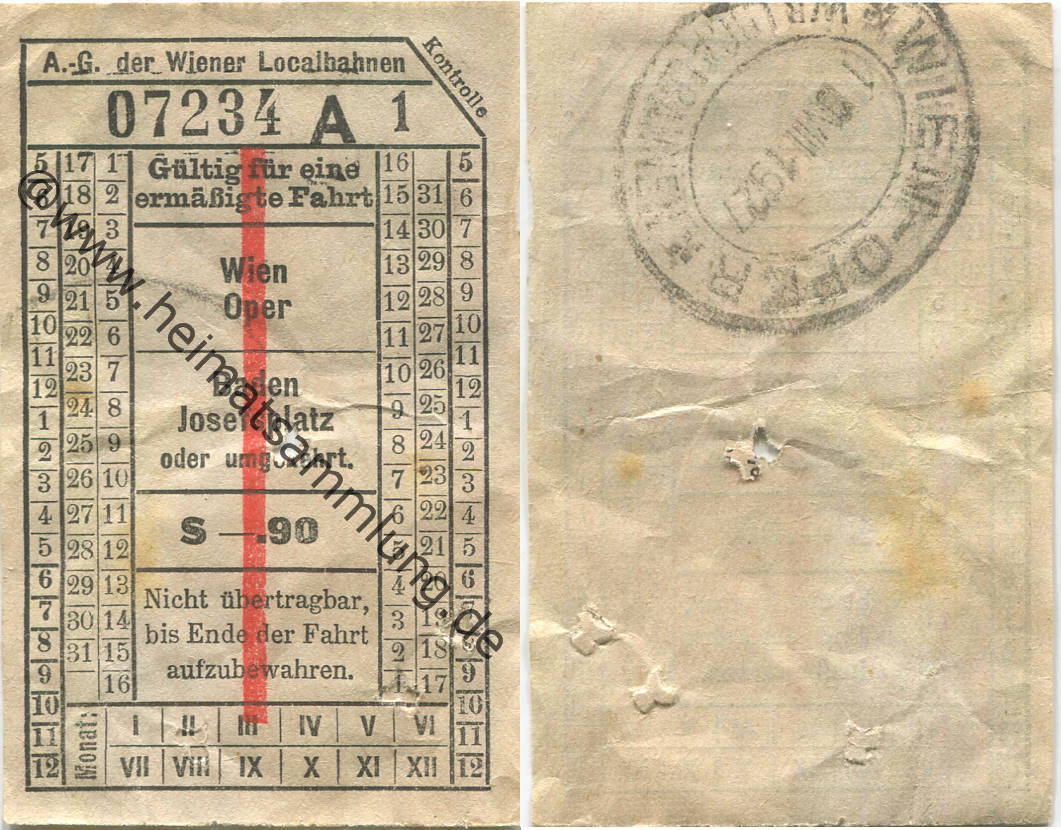 A.-G. der Wiener Localbahnen
Kontrolle
07234 A 1
Gültig für eine
ermäßigte Fahrt
Wien
Oper
Baden
Josefsplatz
oder umgekehrt.
S —.90
Nicht übertragbar,
bis Ende der Fahrt
aufzubewahren.
5 17 1 16 5
18 2 15 31 6
7 19 3 14 30 7
8 20 4 13 29 8
9 21 5 12 28 9
10 22 6 11 27 10
11 23 7 10 26 11
12 24 8 9 25 12
1 25 9 8 24 1
2 26 10 7 23 2
3 27 11 6 22 3
4 28 12 5 21 4
5 29 13 4 20 5
6 30 14 3 19 6
7 31 15 2 18 7
8 16 1 17 8
9 9
10 10
11 11
12 12
Monat:
I II III IV V VI
VII VIII IX X XI XII
@www.heimatsammlung.de
WIEN-OPER